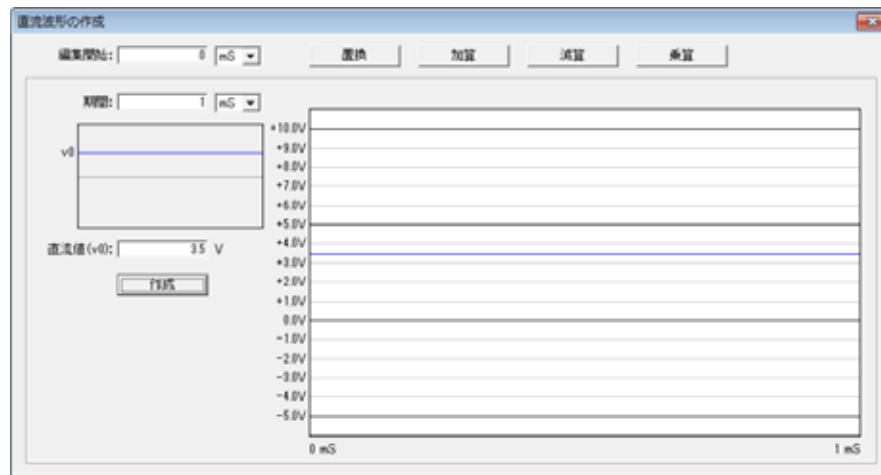 直流波形の作成
編集開始: 0 mS 置換 加算 減算 乗算
期間: 1 mS
v0
直流値(v0): 3.5 V
作成
+10.0V
+9.0V
+8.0V
+7.0V
+6.0V
+5.0V
+4.0V
+3.0V
+2.0V
+1.0V
0.0V
-1.0V
-2.0V
-3.0V
-4.0V
-5.0V
0 mS 1 mS